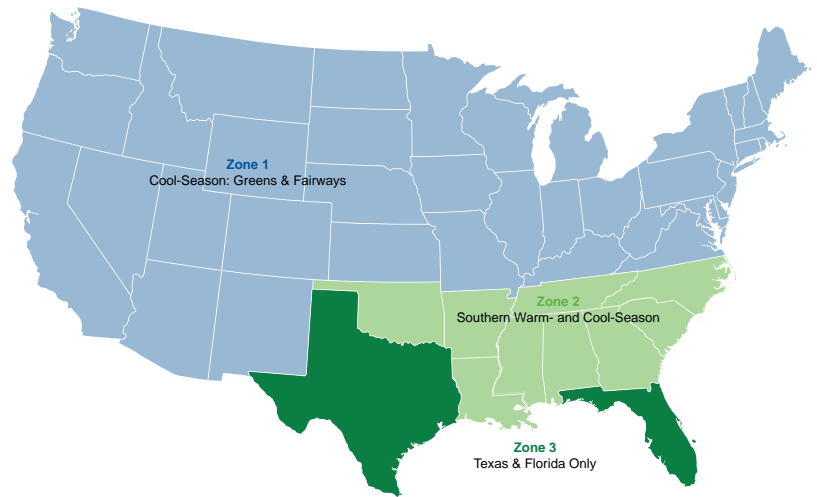 Zone 1
Cool-Season: Greens & Fairways
Zone 2
Southern Warm- and Cool-Season
Zone 3
Texas & Florida Only